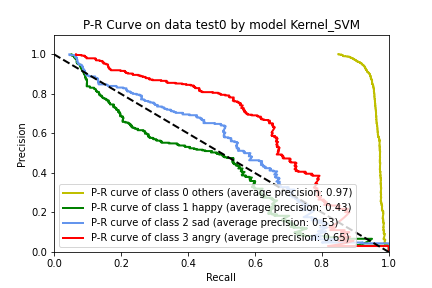 P-R Curve on data test0 by model Kernel_SVM
1.0
0.8
0.6
0.4
0.2
0.0
Precision
P-R curve of class 0 others (average precision: 0.97)
P-R curve of class 1 happy (average precision: 0.43)
P-R curve of class 2 sad (average precision: 0.53)
P-R curve of class 3 angry (average precision: 0.65)
0.0 0.2 0.4 0.6 0.8 1.0
Recall